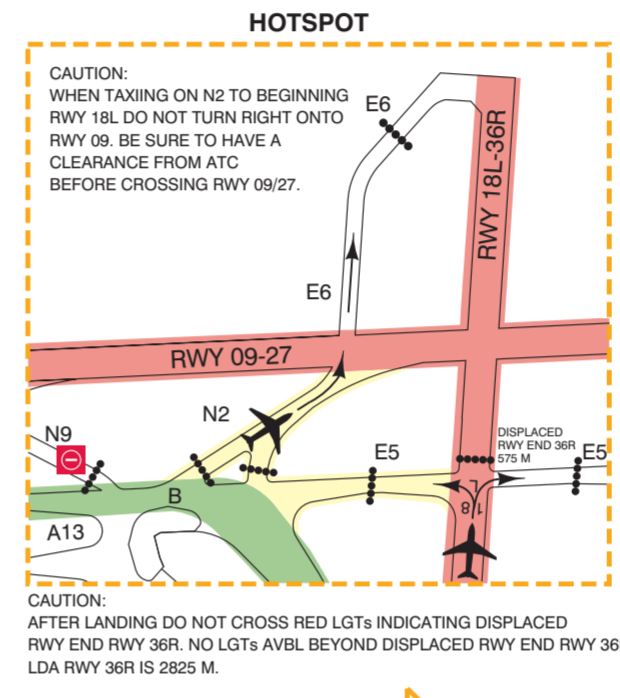 HOTSPOT
CAUTION:
WHEN TAXIING ON N2 TO BEGINNING
RWY 18L DO NOT TURN RIGHT ONTO
RWY 09. BE SURE TO HAVE A
CLEARANCE FROM ATC
BEFORE CROSSING RWY 09/27.
E6
RWY 18L-36R
E6
RWY 09-27
N2
N9
DISPLACED
RWY END 36R
575 M
E5
E5
B
L
18
A13
CAUTION:
AFTER LANDING DO NOT CROSS RED LGTs INDICATING DISPLACED
RWY END RWY 36R. NO LGTs AVBL BEYOND DISPLACED RWY END RWY 36
LDA RWY 36R IS 2825 M.